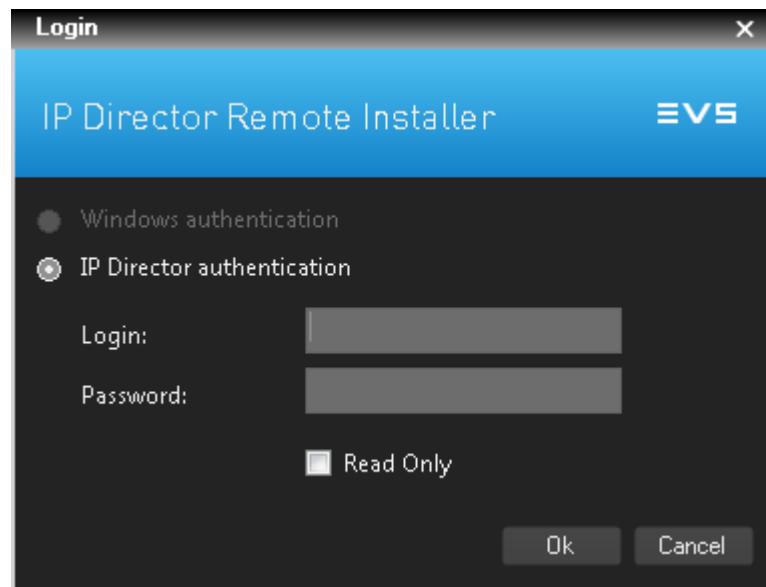 Login
IP Director Remote Installer
EVS
Windows authentication
IP Director authentication
Login:
Password:
Read Only
Ok Cancel